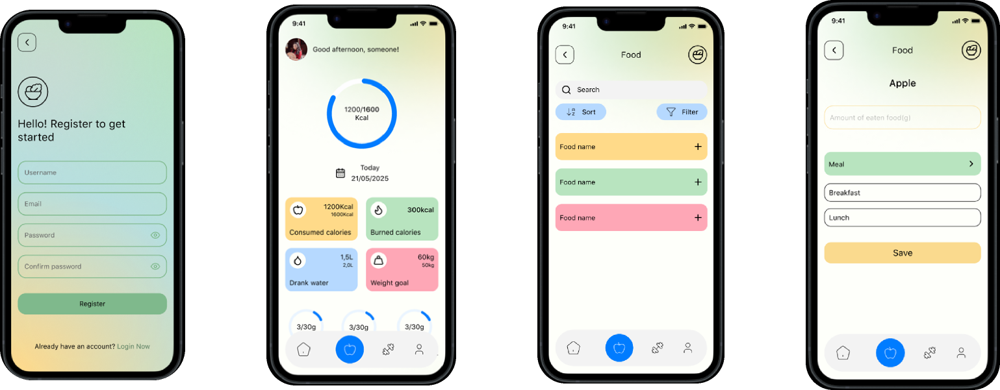 Hello! Register to get
started
Username
Email
Password
Confirm password
Register
Already have an account? Login Now
9:41
Good afternoon, someone!
1200/1600
Kcal
Today
21/05/2025
1200Kcal
1600Kcal
Consumed calories
300kcal
Burned calories
1,5L
2,0L
Drank water
60kg
50kg
Weight goal
3/30g
3/30g
3/30g
9:41
Food
Search
Sort
Filter
Food name
Food name
Food name
9:41
Food
Apple
Amount of eaten food(g)
Meal
Breakfast
Lunch
Save